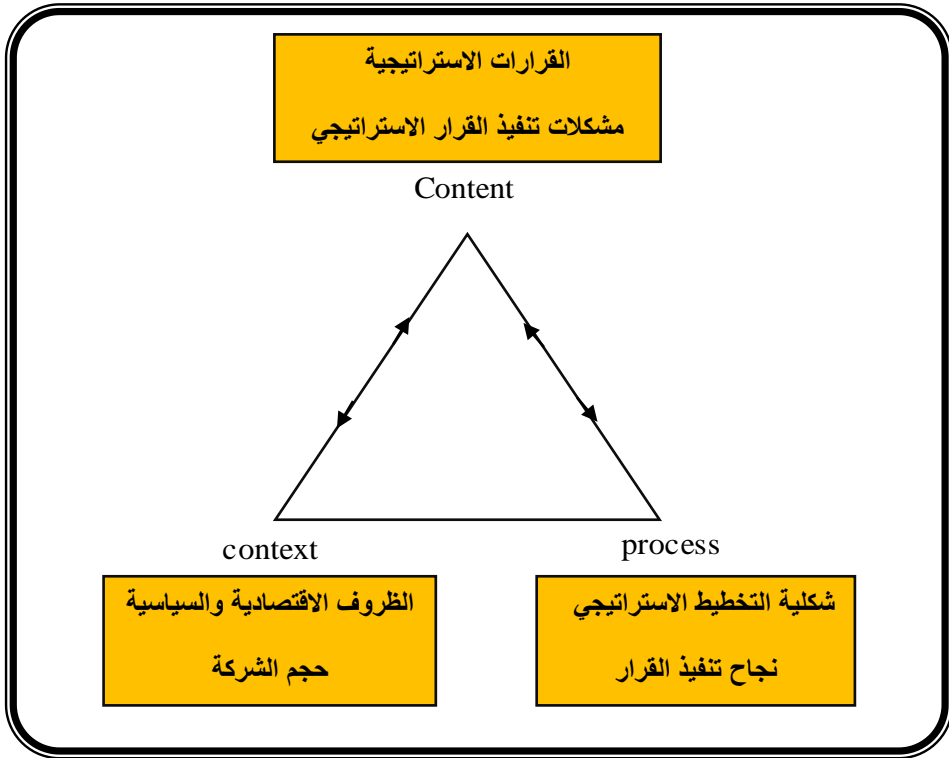 القرارات الاستراتيجية
مشكلات تنفيذ القرار الاستراتيجي
Content
context
process
الظروف الاقتصادية والسياسية
حجم الشركة
شكلية التخطيط الاستراتيجي
نجاح تنفيذ القرار